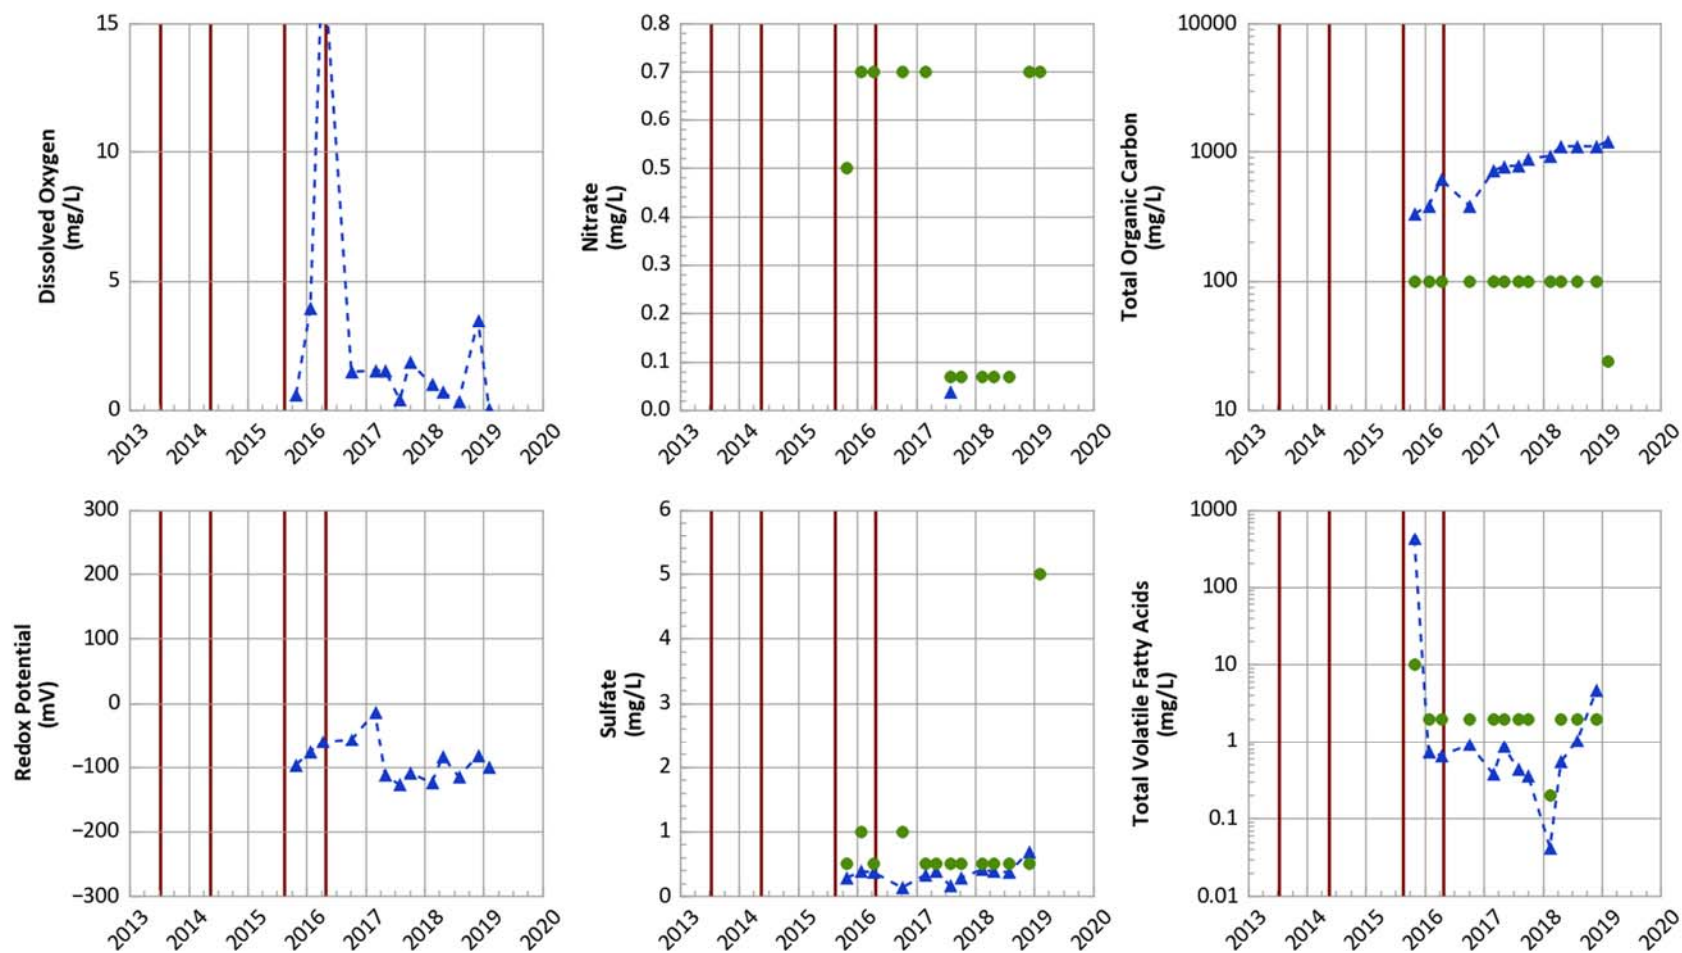 Dissolved Oxygen
(mg/L)
15
10
5
0
2013 2014 2015 2016 2017 2018 2019 2020
Nitrate
(mg/L)
0.8
0.7
0.6
0.5
0.4
0.3
0.2
0.1
0.0
2013 2014 2015 2016 2017 2018 2019 2020
Total Organic Carbon
(mg/L)
10000
1000
100
10
2013 2014 2015 2016 2017 2018 2019 2020
Redox Potential
(mV)
300
200
100
0
−100
−200
−300
2013 2014 2015 2016 2017 2018 2019 2020
Sulfate
(mg/L)
6
5
4
3
2
1
0
2013 2014 2015 2016 2017 2018 2019 2020
Total Volatile Fatty Acids
(mg/L)
1000
100
10
1
0.1
0.01
2013 2014 2015 2016 2017 2018 2019 2020